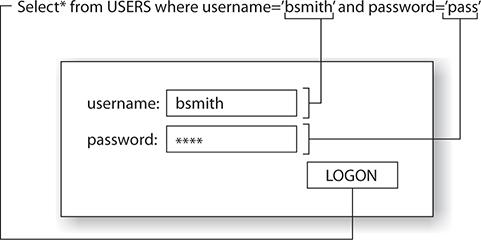 Select* from USERS where username='bsmith' and password='pass'
username: bsmith
password: ****
LOGON